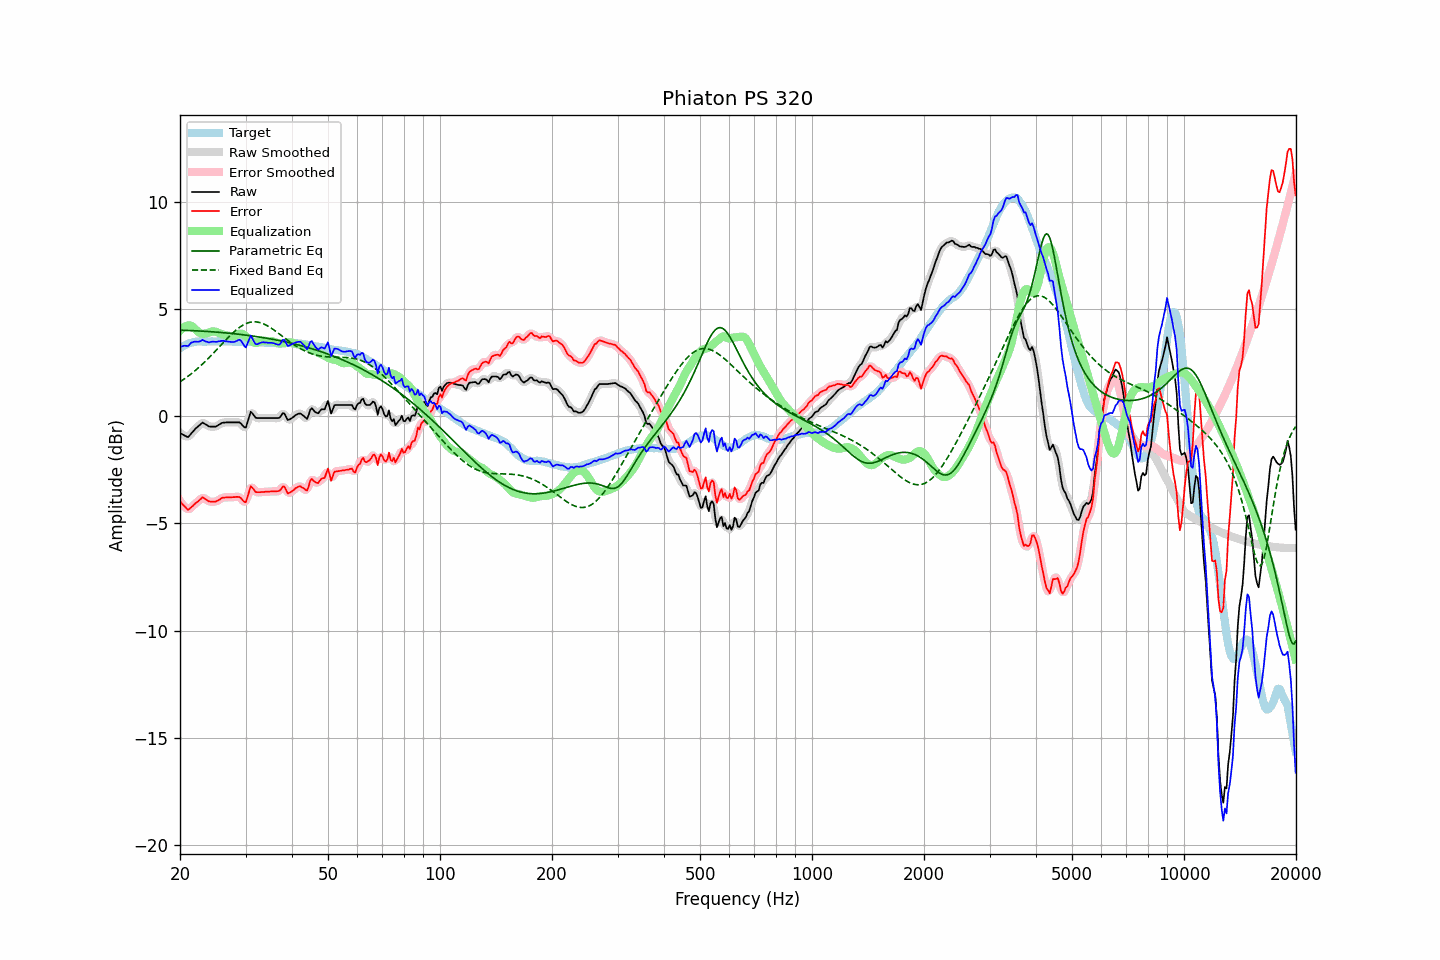 Phiaton PS 320
Target
Raw Smoothed
Error Smoothed
Raw
Error
Equalization
Parametric Eq
Fixed Band Eq
Equalized
10
5
0
−5
−10
−15
−20
Amplitude (dBr)
20
50
100
200
500
1000
2000
5000
10000
20000
Frequency (Hz)